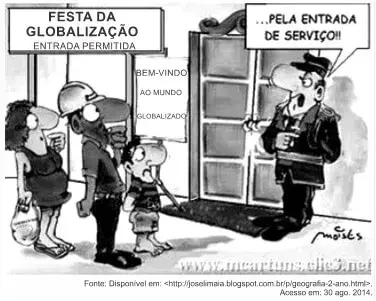 FESTA DA
GLOBALIZAÇÃO
ENTRADA PERMITIDA
...PELA ENTRADA
DE SERVIÇO!!
BEM-VINDO
AO MUNDO
GLOBALIZADO
moisés
www.mcartuns.clic3.net
Fonte: Disponível em: <http://joselimaia.blogspot.com.br/p/geografia-2-ano.html>.
Acesso em: 30 ago. 2014.